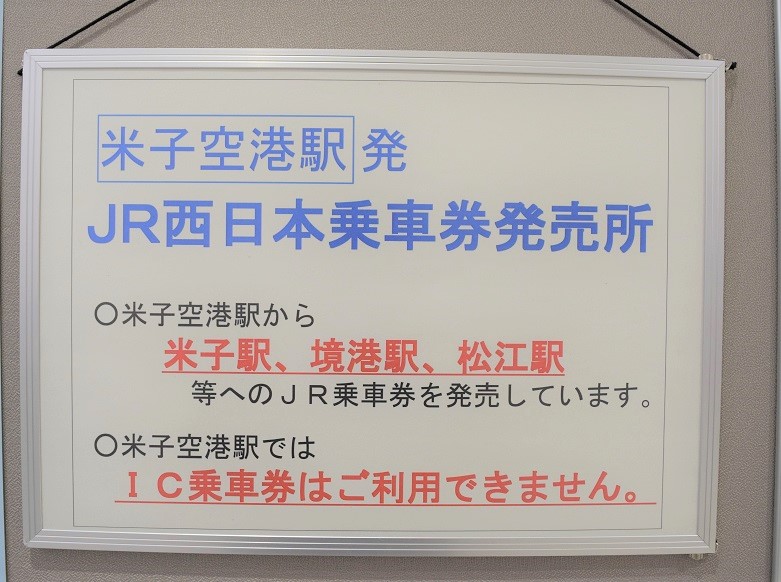 米子空港駅発
JR西日本乗車券発売所
○米子空港駅から
米子駅、境港駅、松江駅
等へのＪＲ乗車券を発売しています。
○米子空港駅では
ＩＣ乗車券はご利用できません。